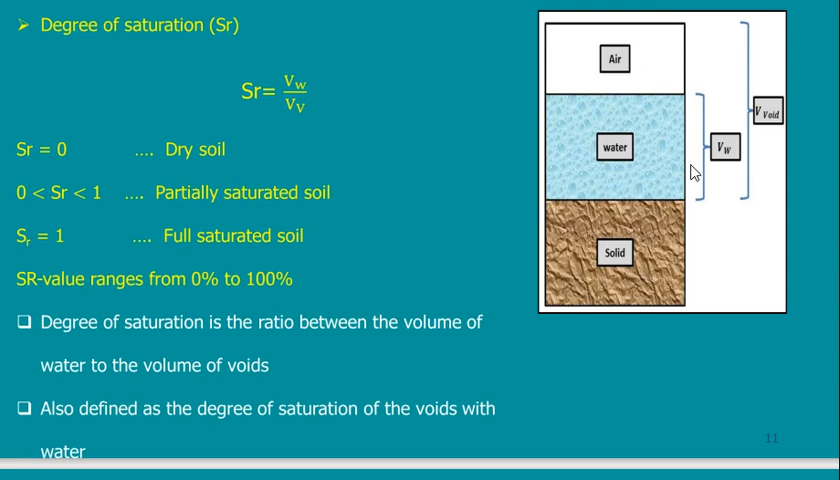 ➢ Degree of saturation (Sr)
Sr= V_w/V_V
Sr = 0 .... Dry soil
0 < Sr < 1 .... Partially saturated soil
S_r = 1 .... Full saturated soil
SR-value ranges from 0% to 100%
❑ Degree of saturation is the ratio between the volume of
water to the volume of voids
❑ Also defined as the degree of saturation of the voids with
water
Air
water
Solid
V_W
V_Void
11